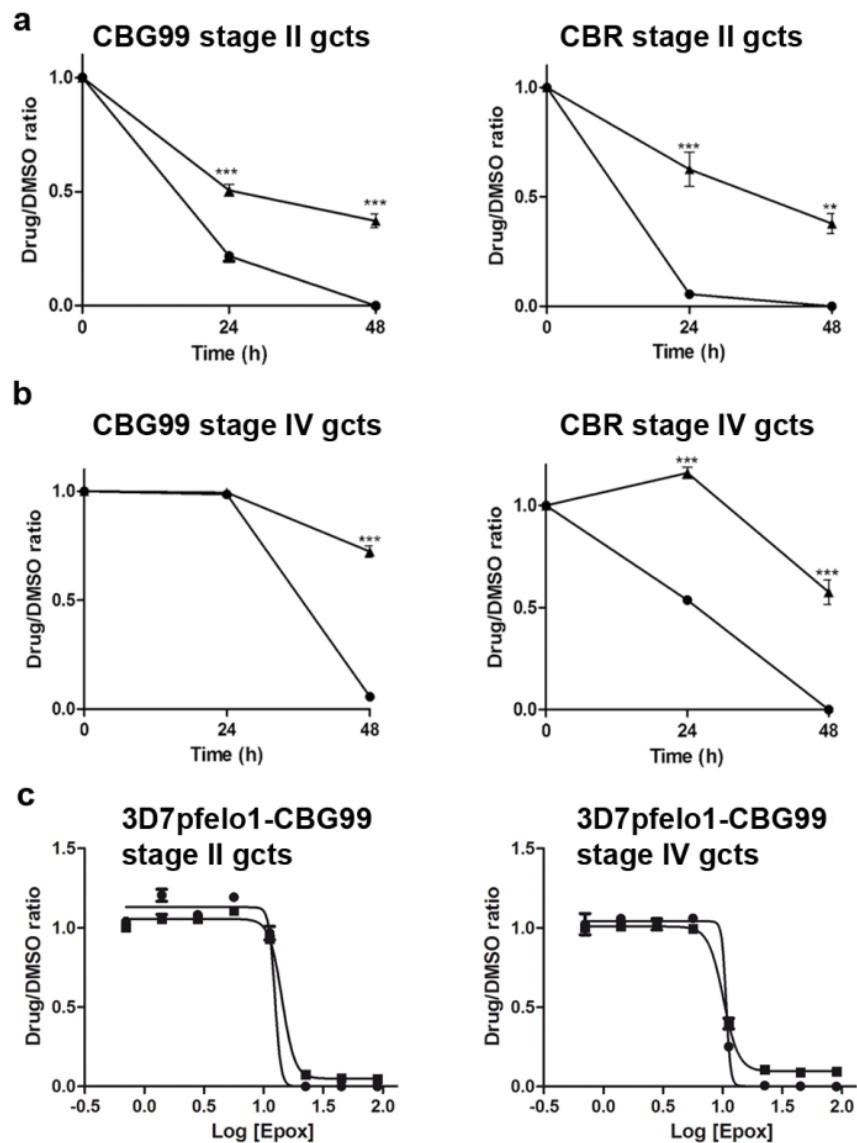 a
CBG99 stage II gcts
CBR stage II gcts
1.0
0.5
0.0
Drug/DMSO ratio
***
***
0
24
48
Time (h)
1.0
0.5
0.0
Drug/DMSO ratio
***
**
0
24
48
Time (h)
b
CBG99 stage IV gcts
CBR stage IV gcts
1.0
0.5
0.0
Drug/DMSO ratio
***
0
24
48
Time (h)
1.0
0.5
0.0
Drug/DMSO ratio
***
***
0
24
48
Time (h)
c
3D7pfelo1-CBG99
stage II gcts
3D7pfelo1-CBG99
stage IV gcts
1.5
1.0
0.5
0.0
Drug/DMSO ratio
-0.5
0.0
0.5
1.0
1.5
2.0
Log [Epox]
1.5
1.0
0.5
0.0
Drug/DMSO ratio
-0.5
0.0
0.5
1.0
1.5
2.0
Log [Epox]